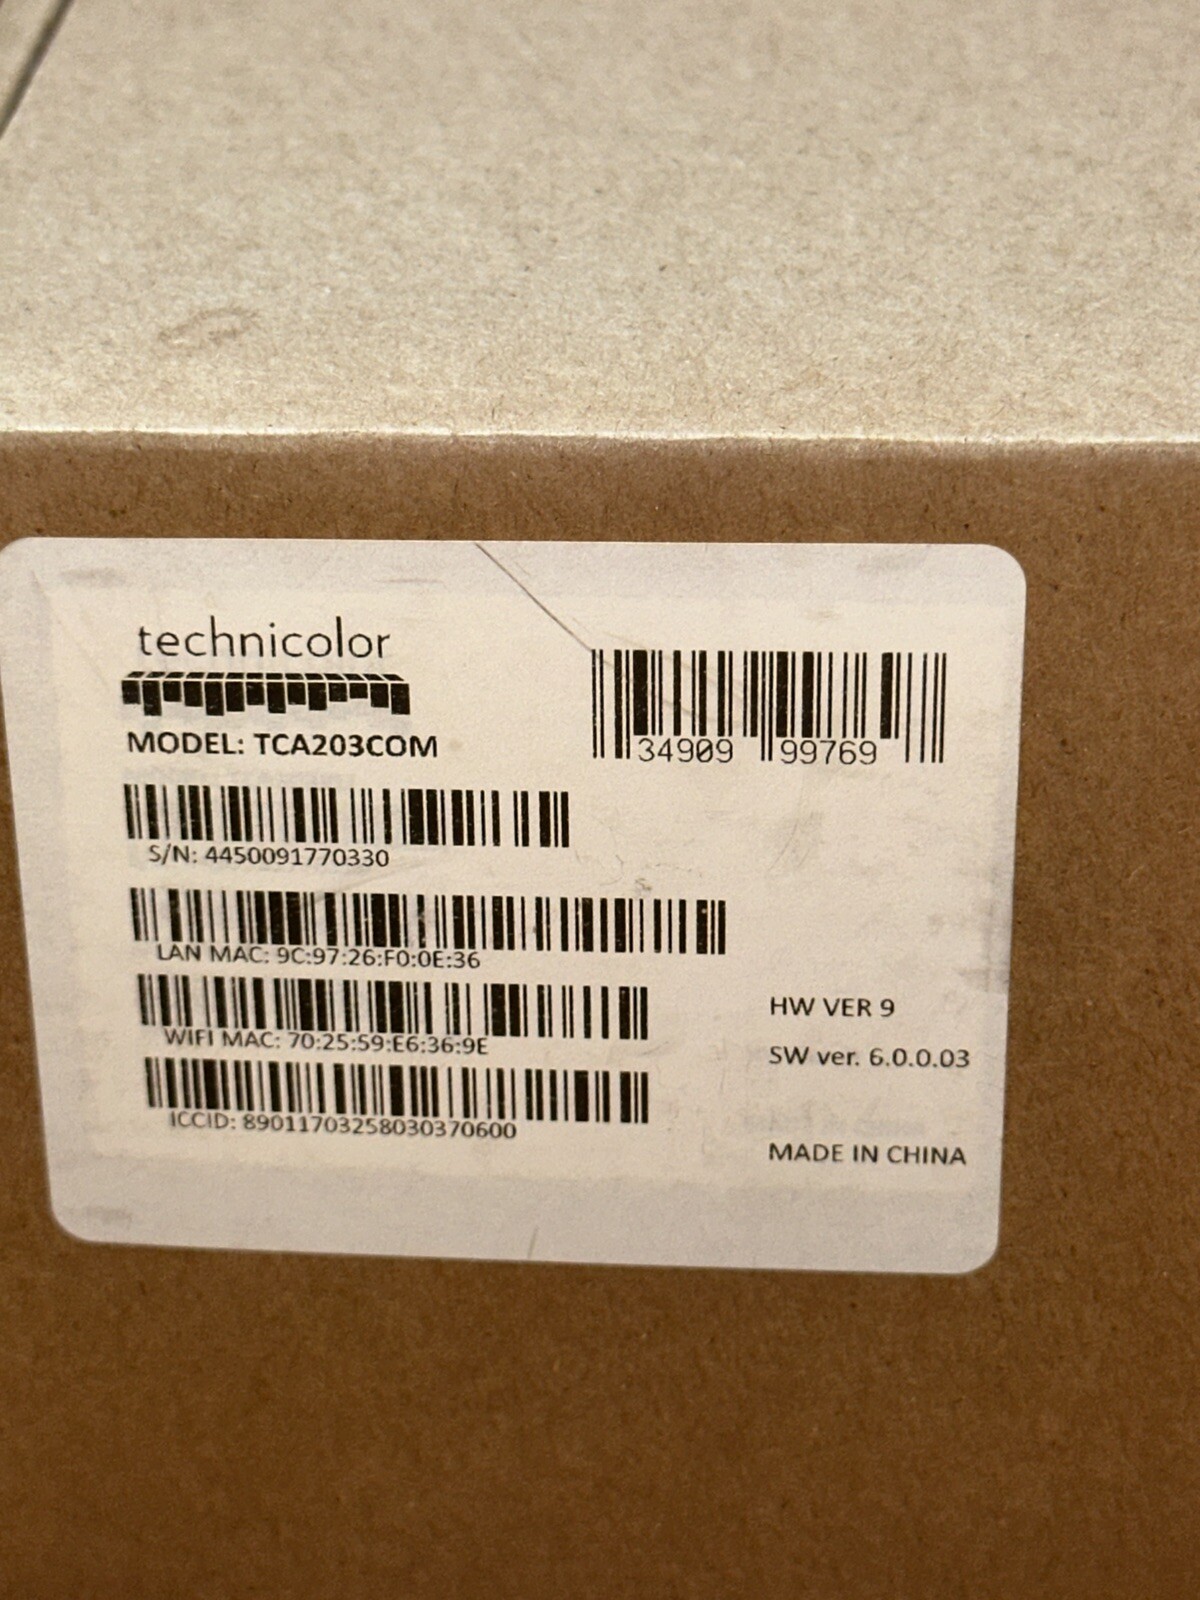 technicolor
MODEL: TCA203COM
34909 99769
S/N: 4450091770330
LAN MAC: 9C:97:26:F0:0E:36
WIFI MAC: 70:25:59:E6:36:9E
ICCID: 89011703258030370600
HW VER 9
SW ver. 6.0.0.03
MADE IN CHINA